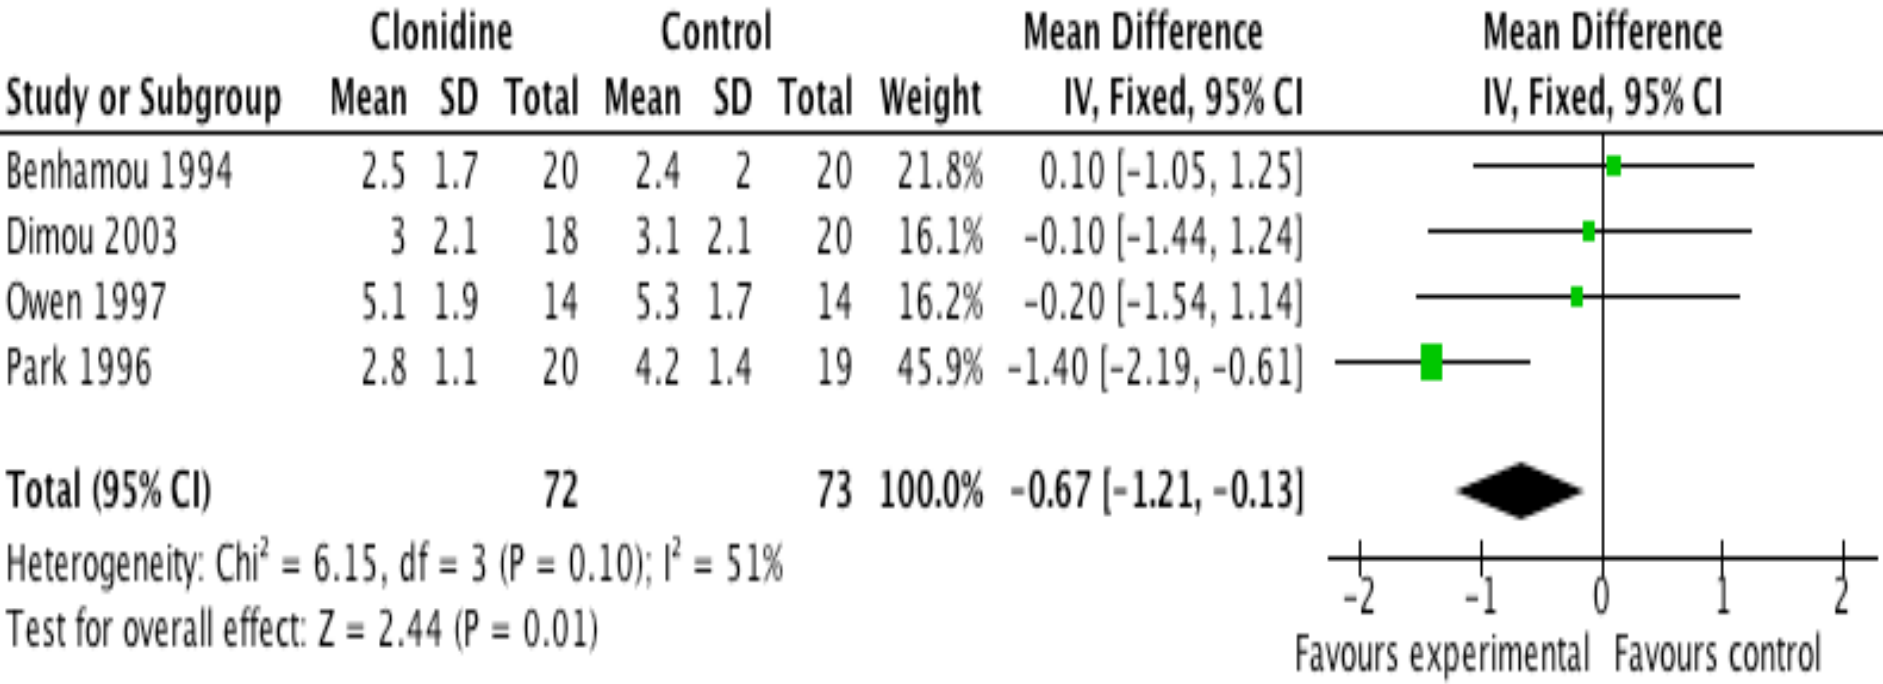 Clonidine Control Mean Difference Mean Difference
Study or Subgroup Mean SD Total Mean SD Total Weight IV, Fixed, 95% CI IV, Fixed, 95% CI
Benhamou 1994 2.5 1.7 20 2.4 2 20 21.8% 0.10 [−1.05, 1.25]
Dimou 2003 3 2.1 18 3.1 2.1 20 16.1% −0.10 [−1.44, 1.24]
Owen 1997 5.1 1.9 14 5.3 1.7 14 16.2% −0.20 [−1.54, 1.14]
Park 1996 2.8 1.1 20 4.2 1.4 19 45.9% −1.40 [−2.19, −0.61]
Total (95% CI) 72 73 100.0% −0.67 [−1.21, −0.13]
Heterogeneity: Chi² = 6.15, df = 3 (P = 0.10); I² = 51%
Test for overall effect: Z = 2.44 (P = 0.01)
−2 −1 0 1 2
Favours experimental Favours control